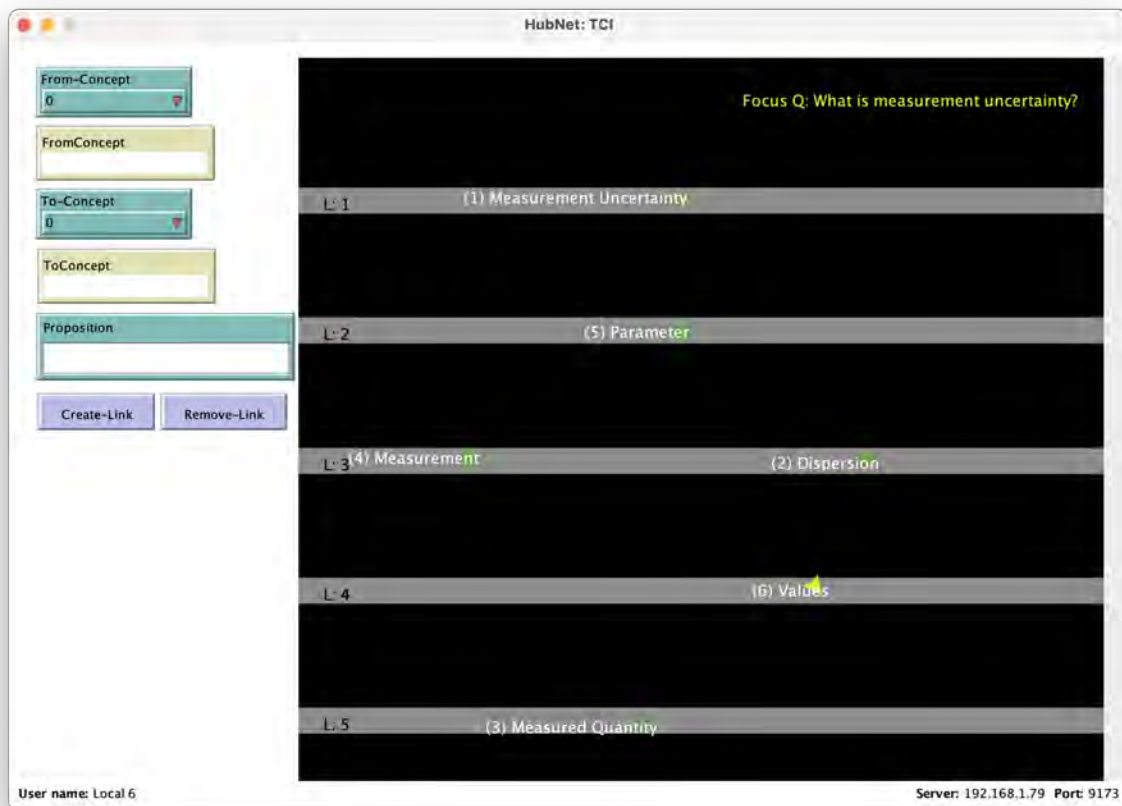 HubNet: TCI
From-Concept
0
FromConcept
To-Concept
0
ToConcept
Proposition
Create-Link
Remove-Link
Focus Q: What is measurement uncertainty?
L: 1
(1) Measurement Uncertainty
L: 2
(5) Parameter
L: 3
(4) Measurement
(2) Dispersion
L: 4
(6) Values
L: 5
(3) Measured Quantity
User name: Local 6
Server: 192.168.1.79 Port: 9173